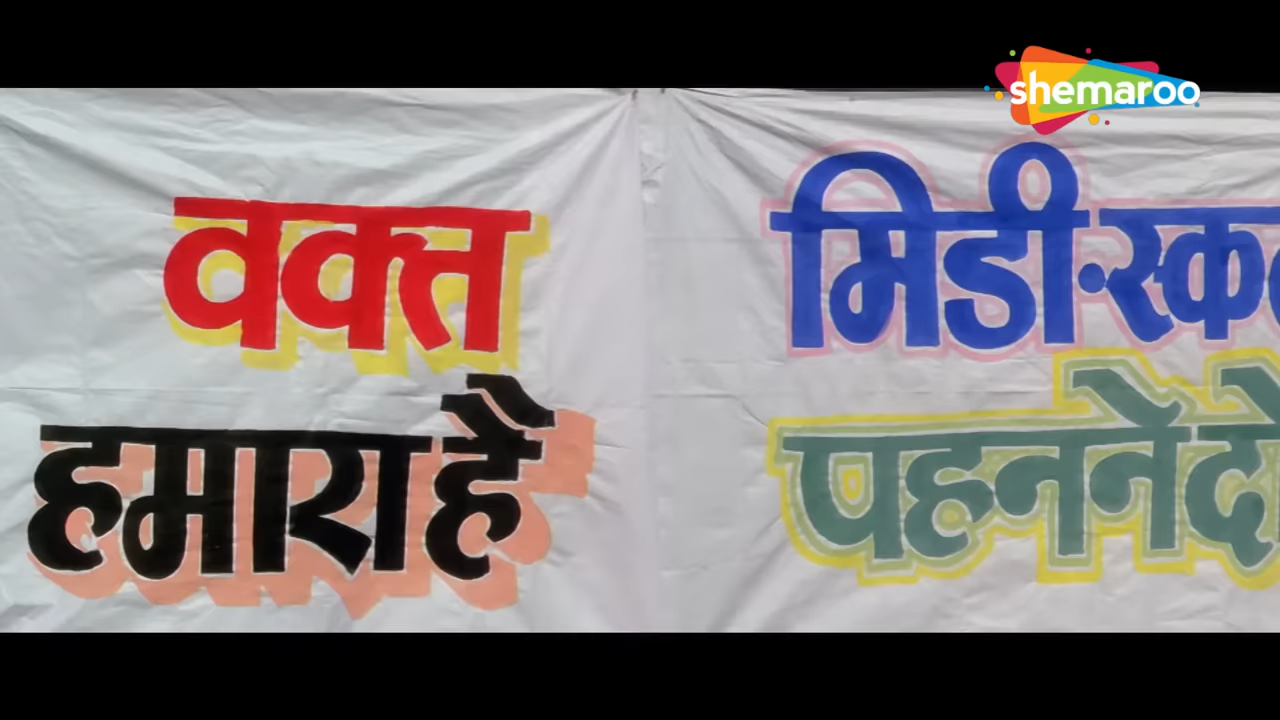 shemaroo
वक्त
हमारा है
मिडी.स्क
पहनने दो